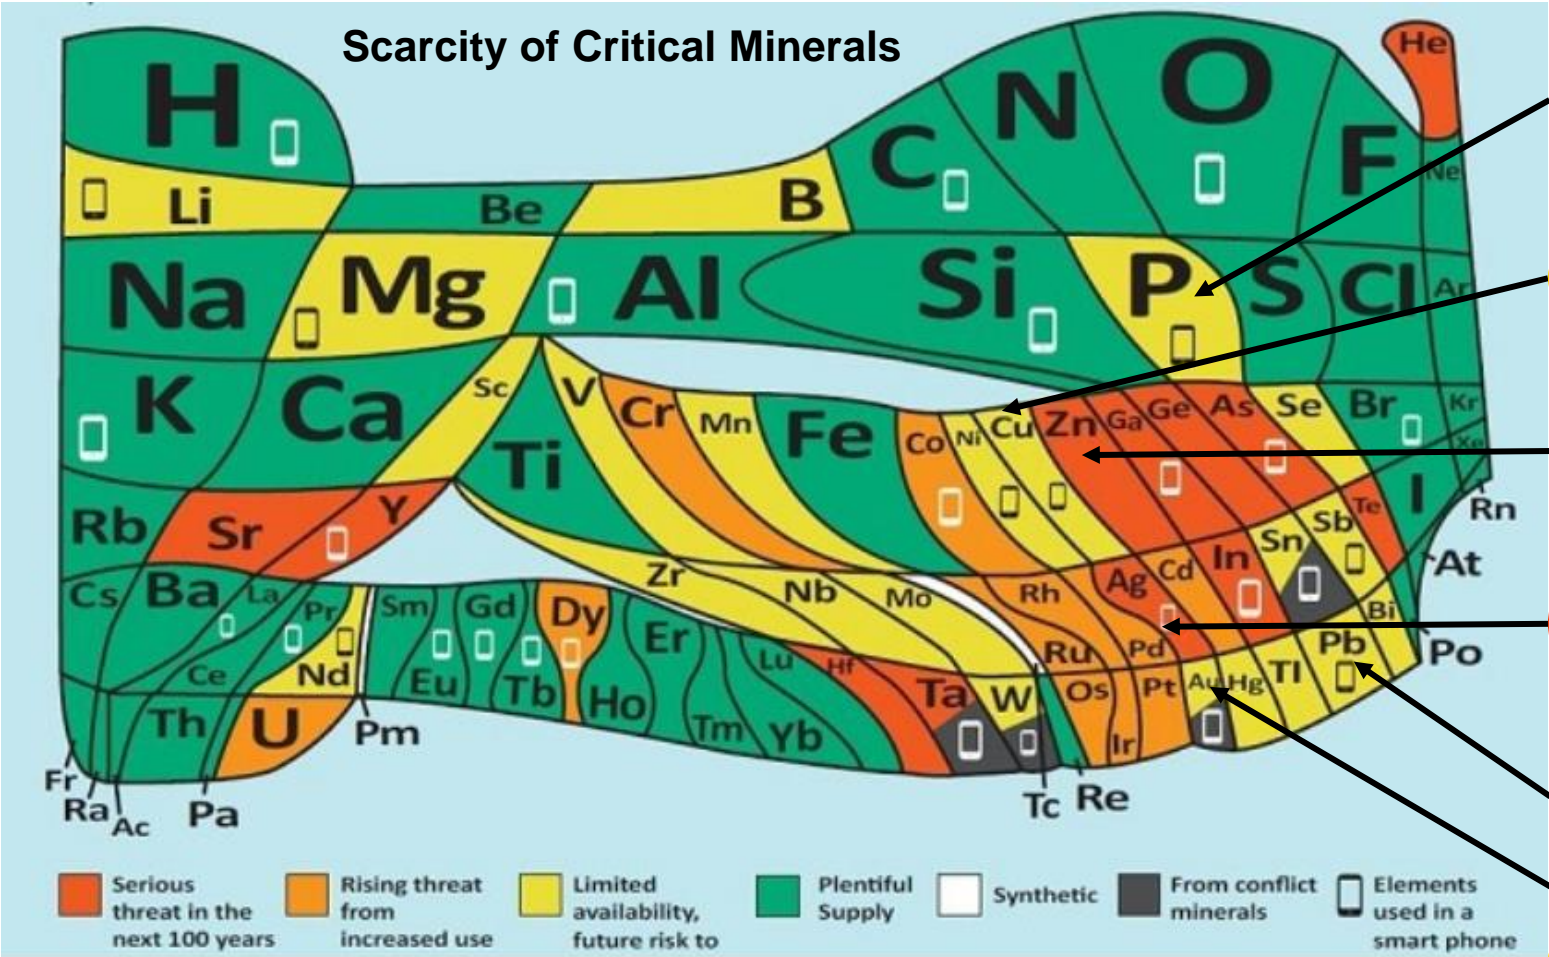 Scarcity of Critical Minerals
H He
Li Be B C N O F Ne
Na Mg Al Si P S Cl Ar
K Ca Sc Ti V Cr Mn Fe Co Ni Cu Zn Ga Ge As Se Br Kr
Rb Sr Y Zr Nb Mo Tc Ru Rh Pd Ag Cd In Sn Sb Te I Xe
Cs Ba Lu Hf Ta W Re Os Ir Pt Au Hg Tl Pb Bi Po At Rn
La Ce Pr Nd Pm Sm Eu Gd Tb Dy Ho Er Tm Yb
Fr Ra Ac Th Pa U
Serious
threat in the
next 100 years
Rising threat
from
increased use
Limited
availability,
future risk to
Plentiful
Supply
Synthetic
From conflict
minerals
Elements
used in a
smart phone